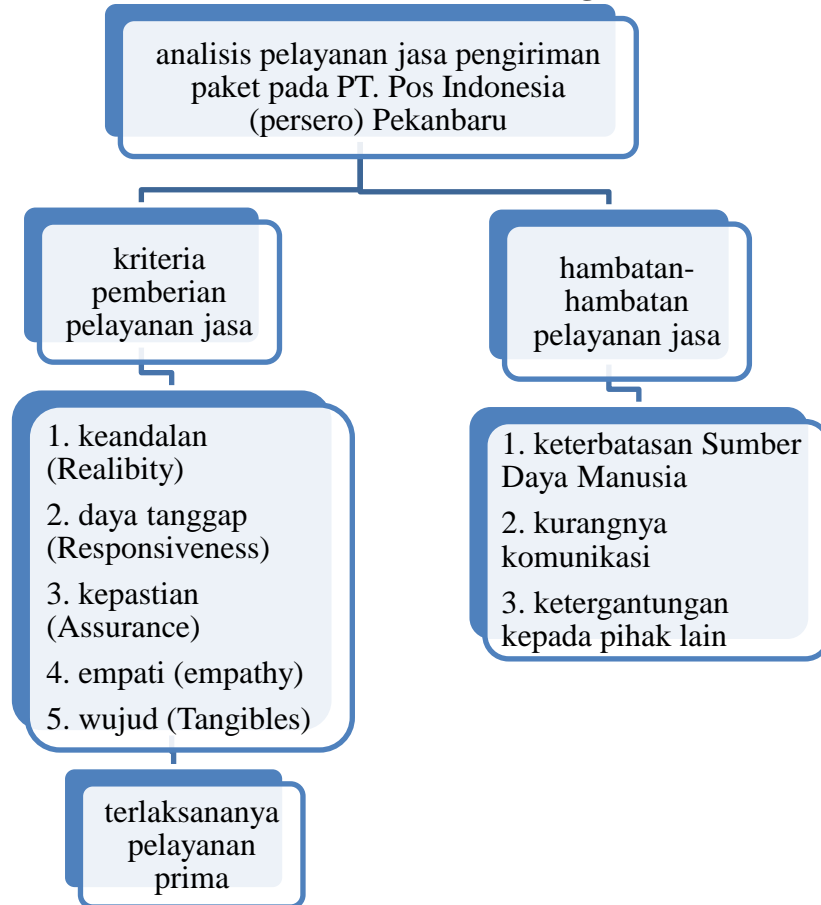 analisis pelayanan jasa pengiriman
paket pada PT. Pos Indonesia
(persero) Pekanbaru
kriteria
pemberian
pelayanan jasa
1. keandalan
(Realibity)
2. daya tanggap
(Responsiveness)
3. kepastian
(Assurance)
4. empati (empathy)
5. wujud (Tangibles)
terlaksananya
pelayanan
prima
hambatan-
hambatan
pelayanan jasa
1. keterbatasan Sumber
Daya Manusia
2. kurangnya
komunikasi
3. ketergantungan
kepada pihak lain